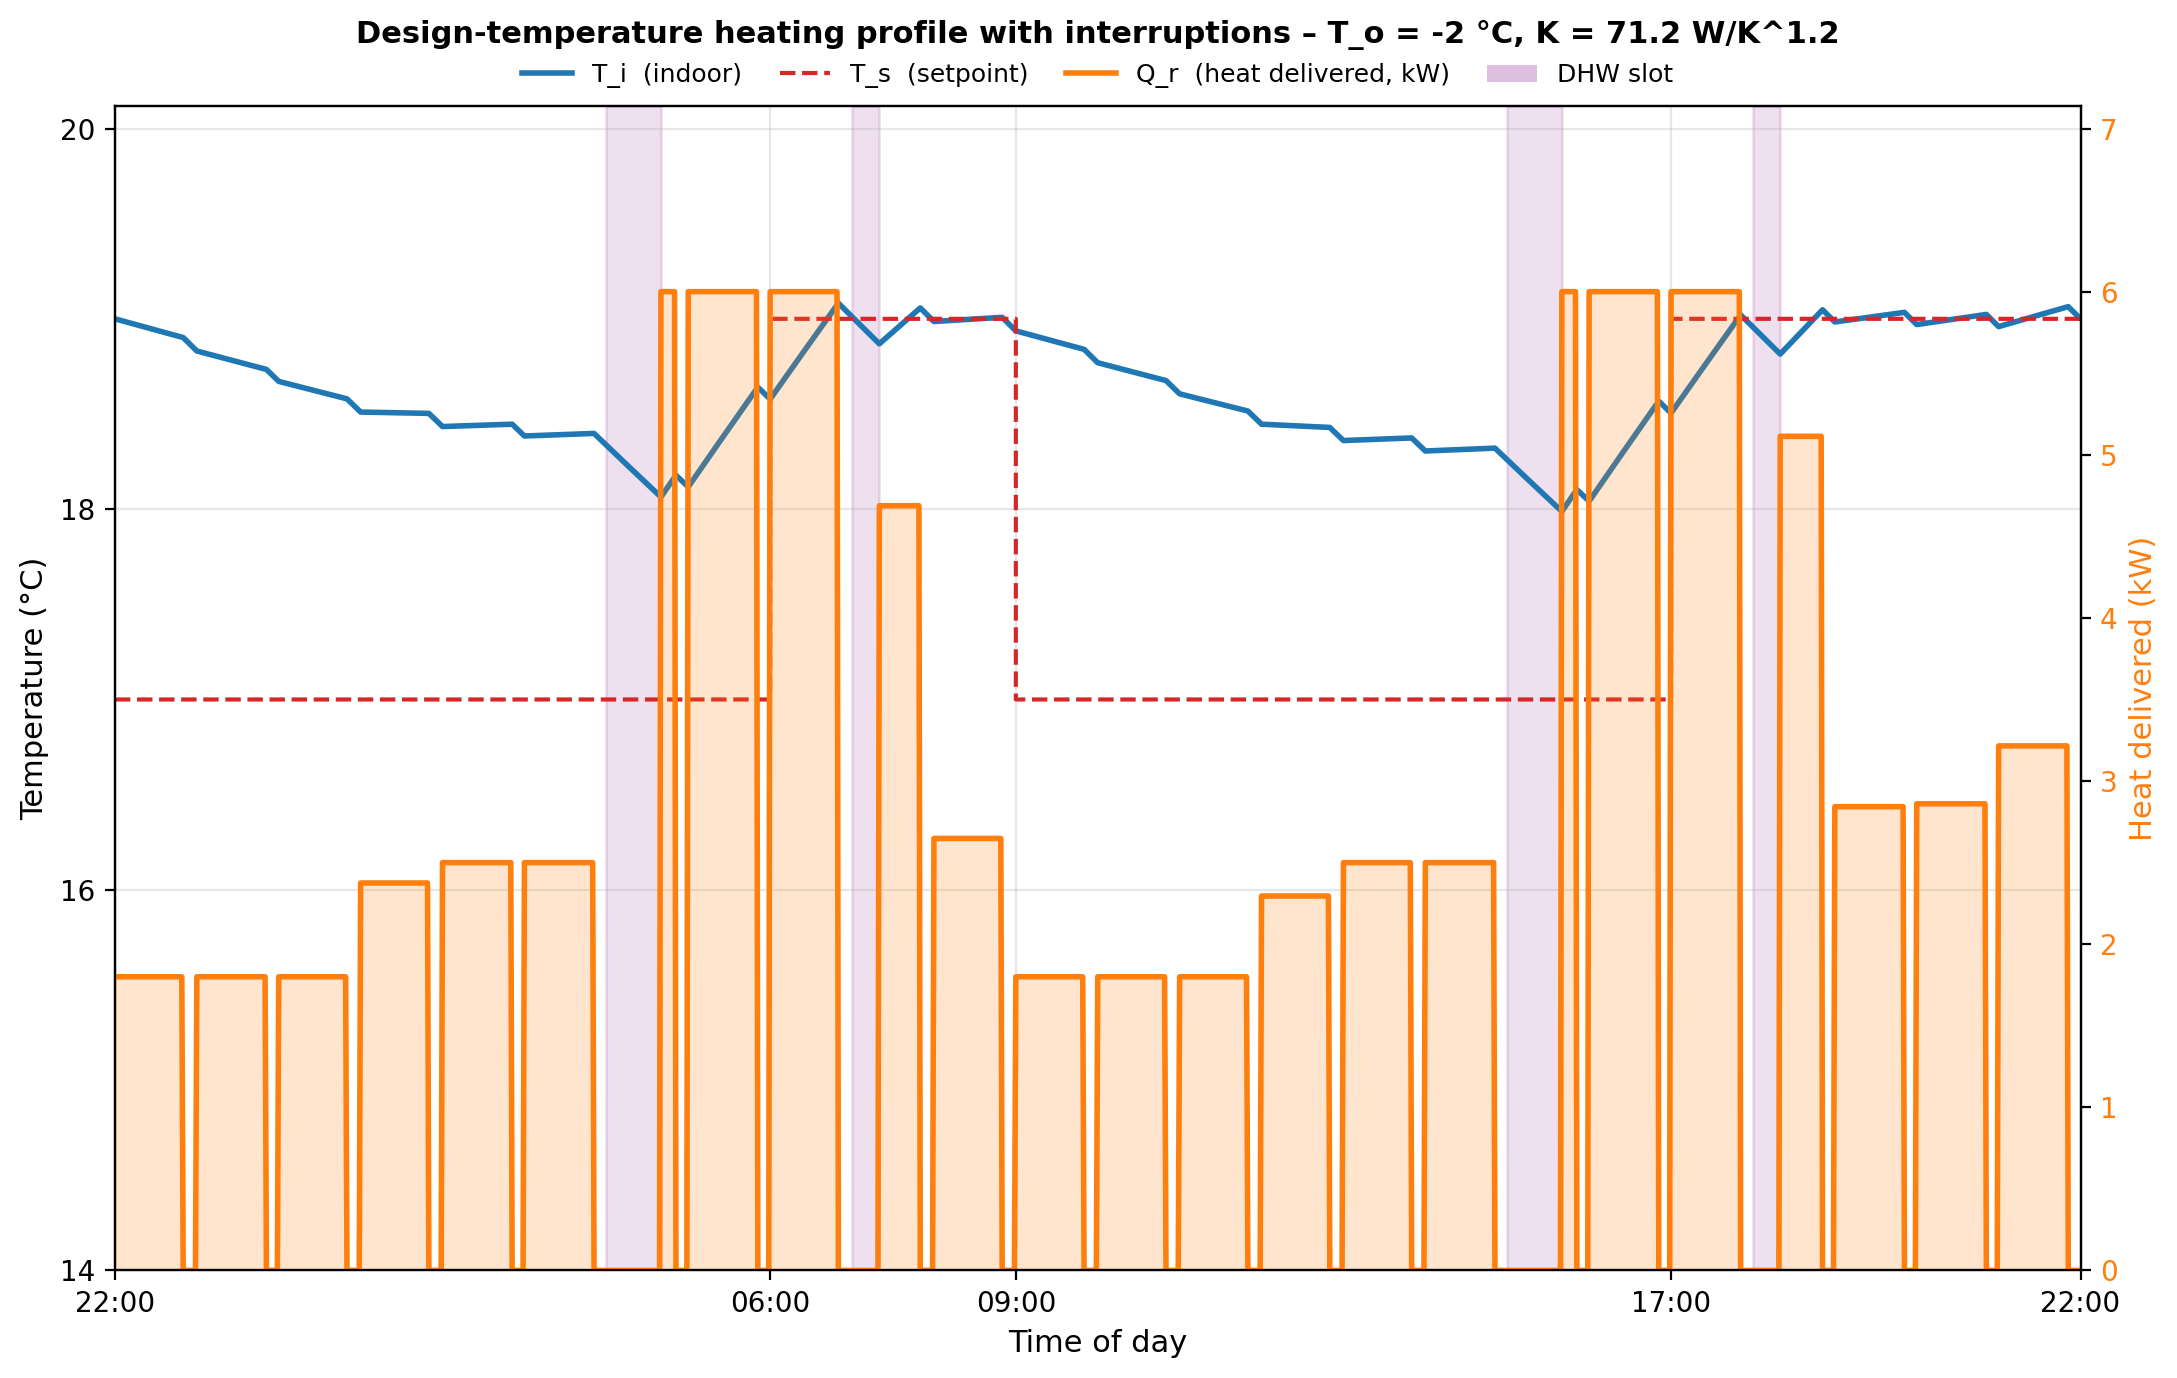 Design-temperature heating profile with interruptions – T_o = -2 °C, K = 71.2 W/K^1.2
T_i  (indoor) T_s  (setpoint) Q_r  (heat delivered, kW) DHW slot
20
18
16
14
Temperature (°C)
7
6
5
4
3
2
1
0
Heat delivered (kW)
22:00 06:00 09:00 17:00 22:00
Time of day